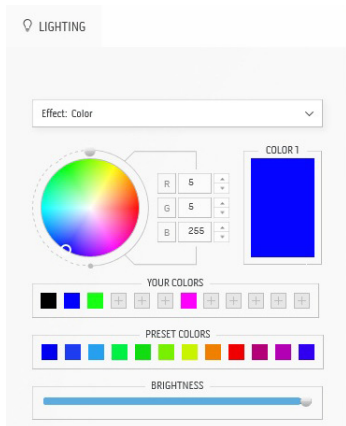 LIGHTING
Effect: Color
COLOR 1
R 5
G 5
B 255
YOUR COLORS
PRESET COLORS
BRIGHTNESS